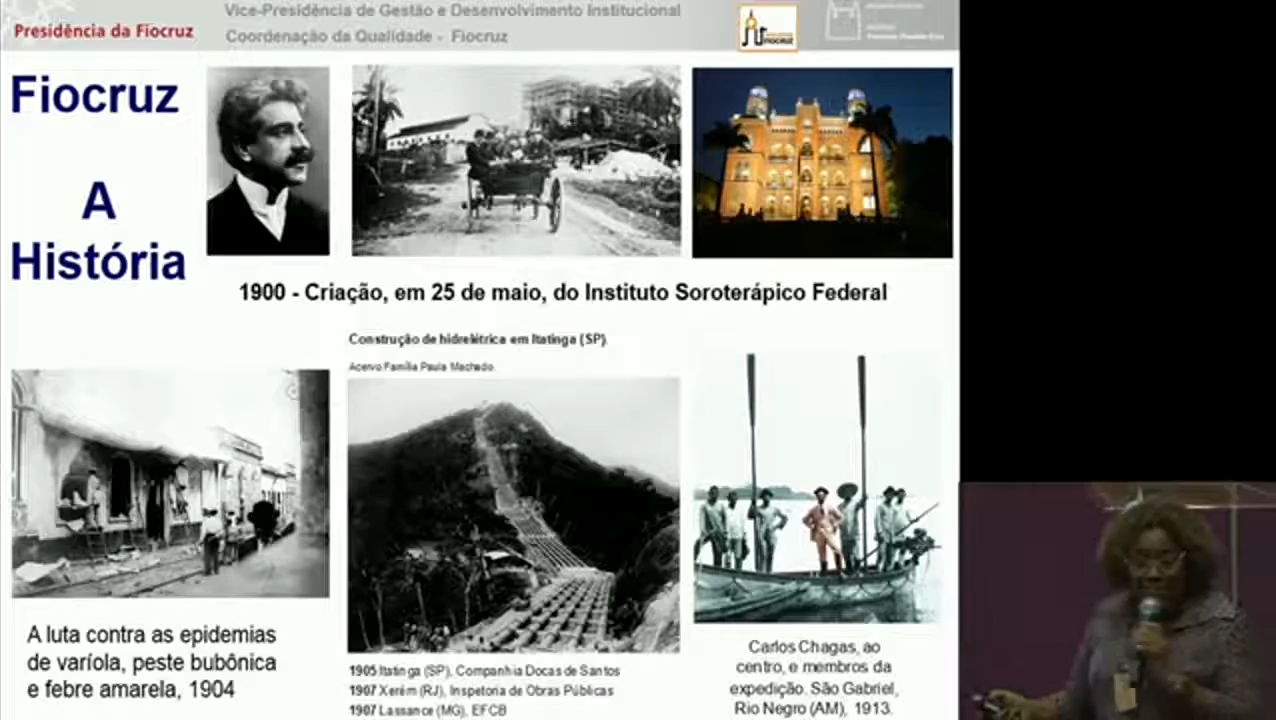 Presidência da Fiocruz
Vice-Presidência de Gestão e Desenvolvimento Institucional
Coordenação da Qualidade - Fiocruz
FIOCRUZ
Fiocruz
A
História
1900 - Criação, em 25 de maio, do Instituto Soroterápico Federal
Construção de hidrelétrica em Itatinga (SP).
Acervo Família Paula Machado.
A luta contra as epidemias
de varíola, peste bubônica
e febre amarela, 1904
1905 Itatinga (SP), Companhia Docas de Santos
1907 Xerém (RJ), Inspetoria de Obras Públicas
1907 Lassance (MG), EFCB
Carlos Chagas, ao
centro, e membros da
expedição. São Gabriel,
Rio Negro (AM), 1913.